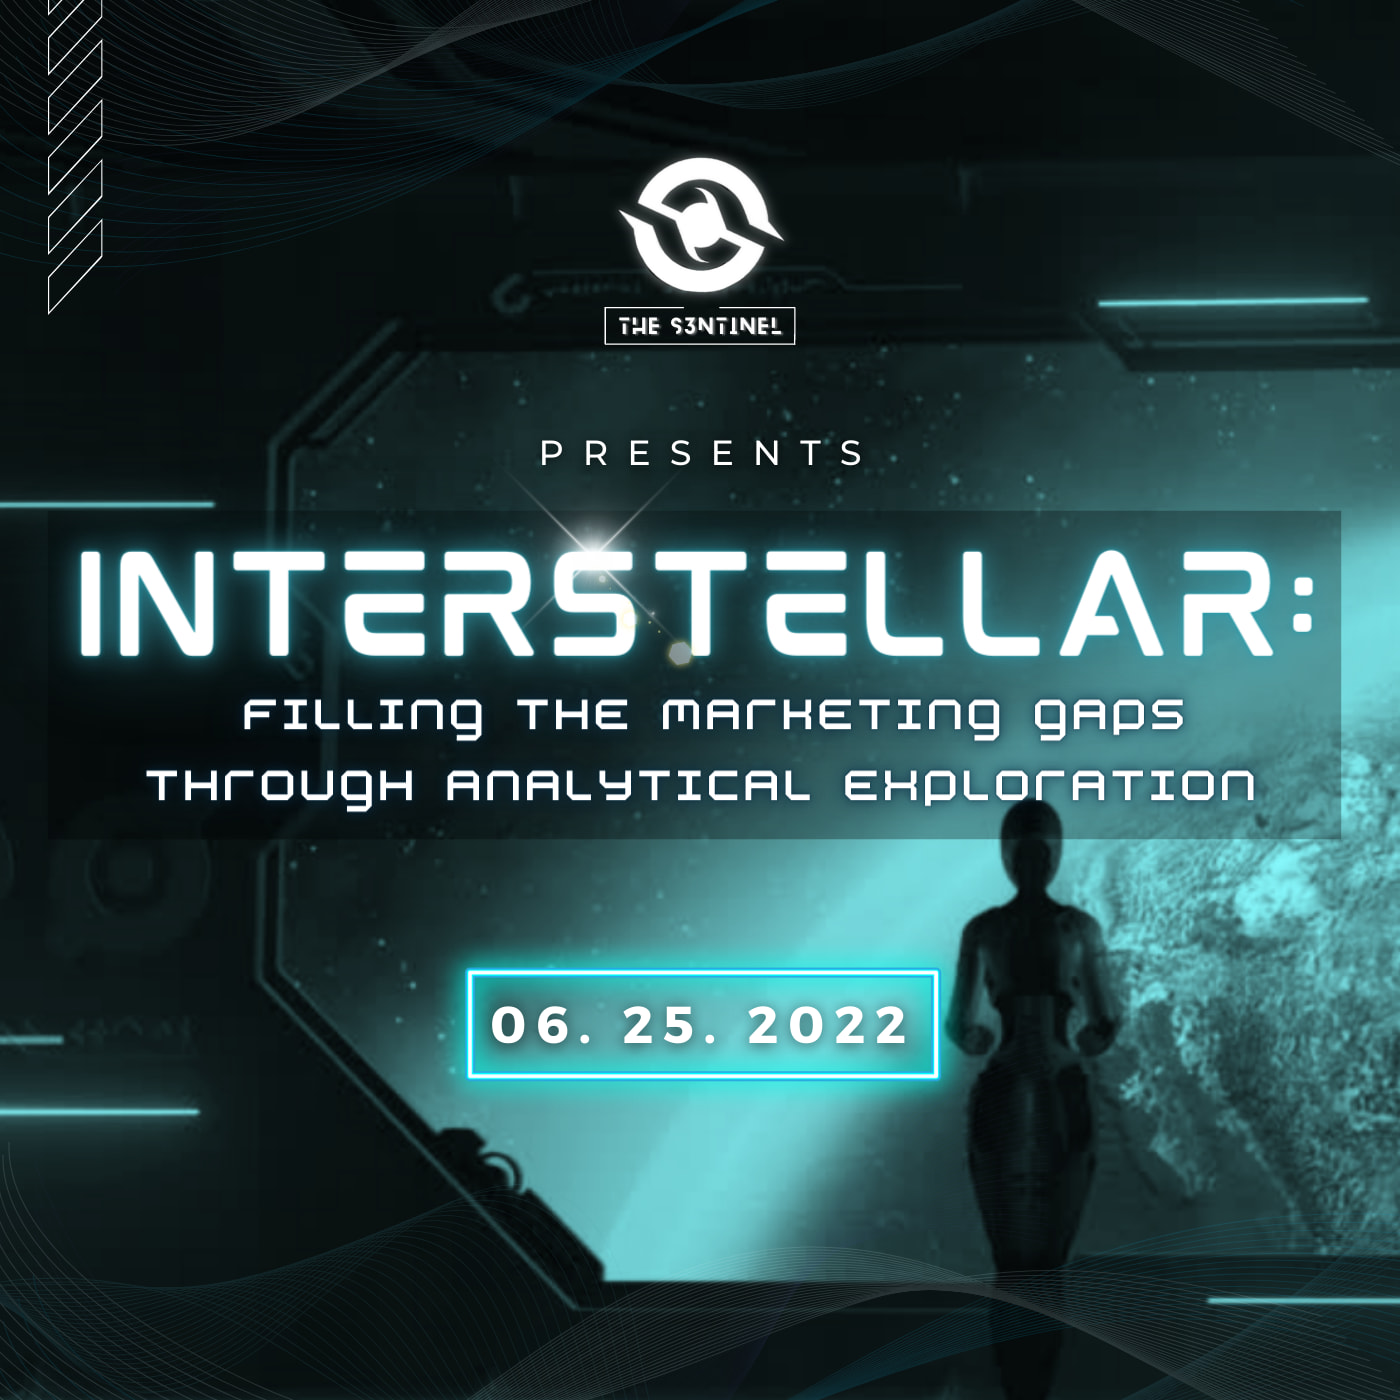 THE S3NTINEL
PRESENTS
INTERSTELLAR:
FILLING THE MARKETING GAPS
THROUGH ANALYTICAL EXPLORATION
06. 25. 2022